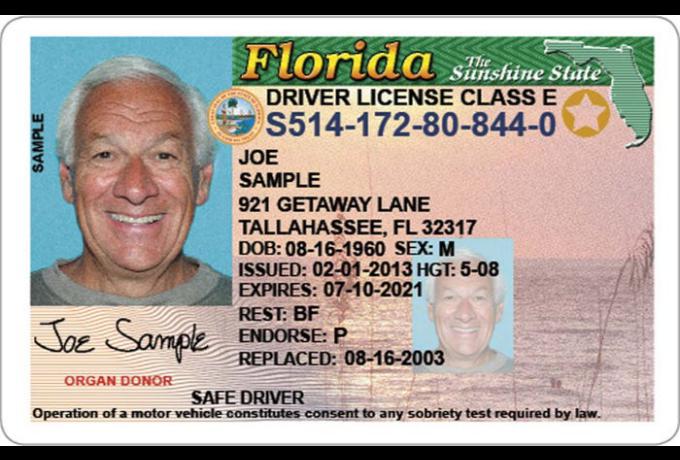 Florida The Sunshine State
DRIVER LICENSE CLASS E
S514-172-80-844-0
SAMPLE
JOE
SAMPLE
921 GETAWAY LANE
TALLAHASSEE, FL 32317
DOB: 08-16-1960 SEX: M
ISSUED: 02-01-2013 HGT: 5-08
EXPIRES: 07-10-2021
REST: BF
ENDORSE: P
REPLACED: 08-16-2003
Joe Sample
ORGAN DONOR
SAFE DRIVER
Operation of a motor vehicle constitutes consent to any sobriety test required by law.